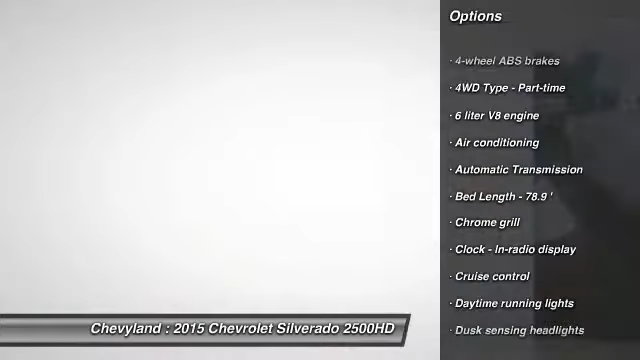 Options
· 4-wheel ABS brakes
· 4WD Type - Part-time
· 6 liter V8 engine
· Air conditioning
· Automatic Transmission
· Bed Length - 78.9 '
· Chrome grill
· Clock - In-radio display
· Cruise control
· Daytime running lights
· Dusk sensing headlights
Chevyland : 2015 Chevrolet Silverado 2500HD